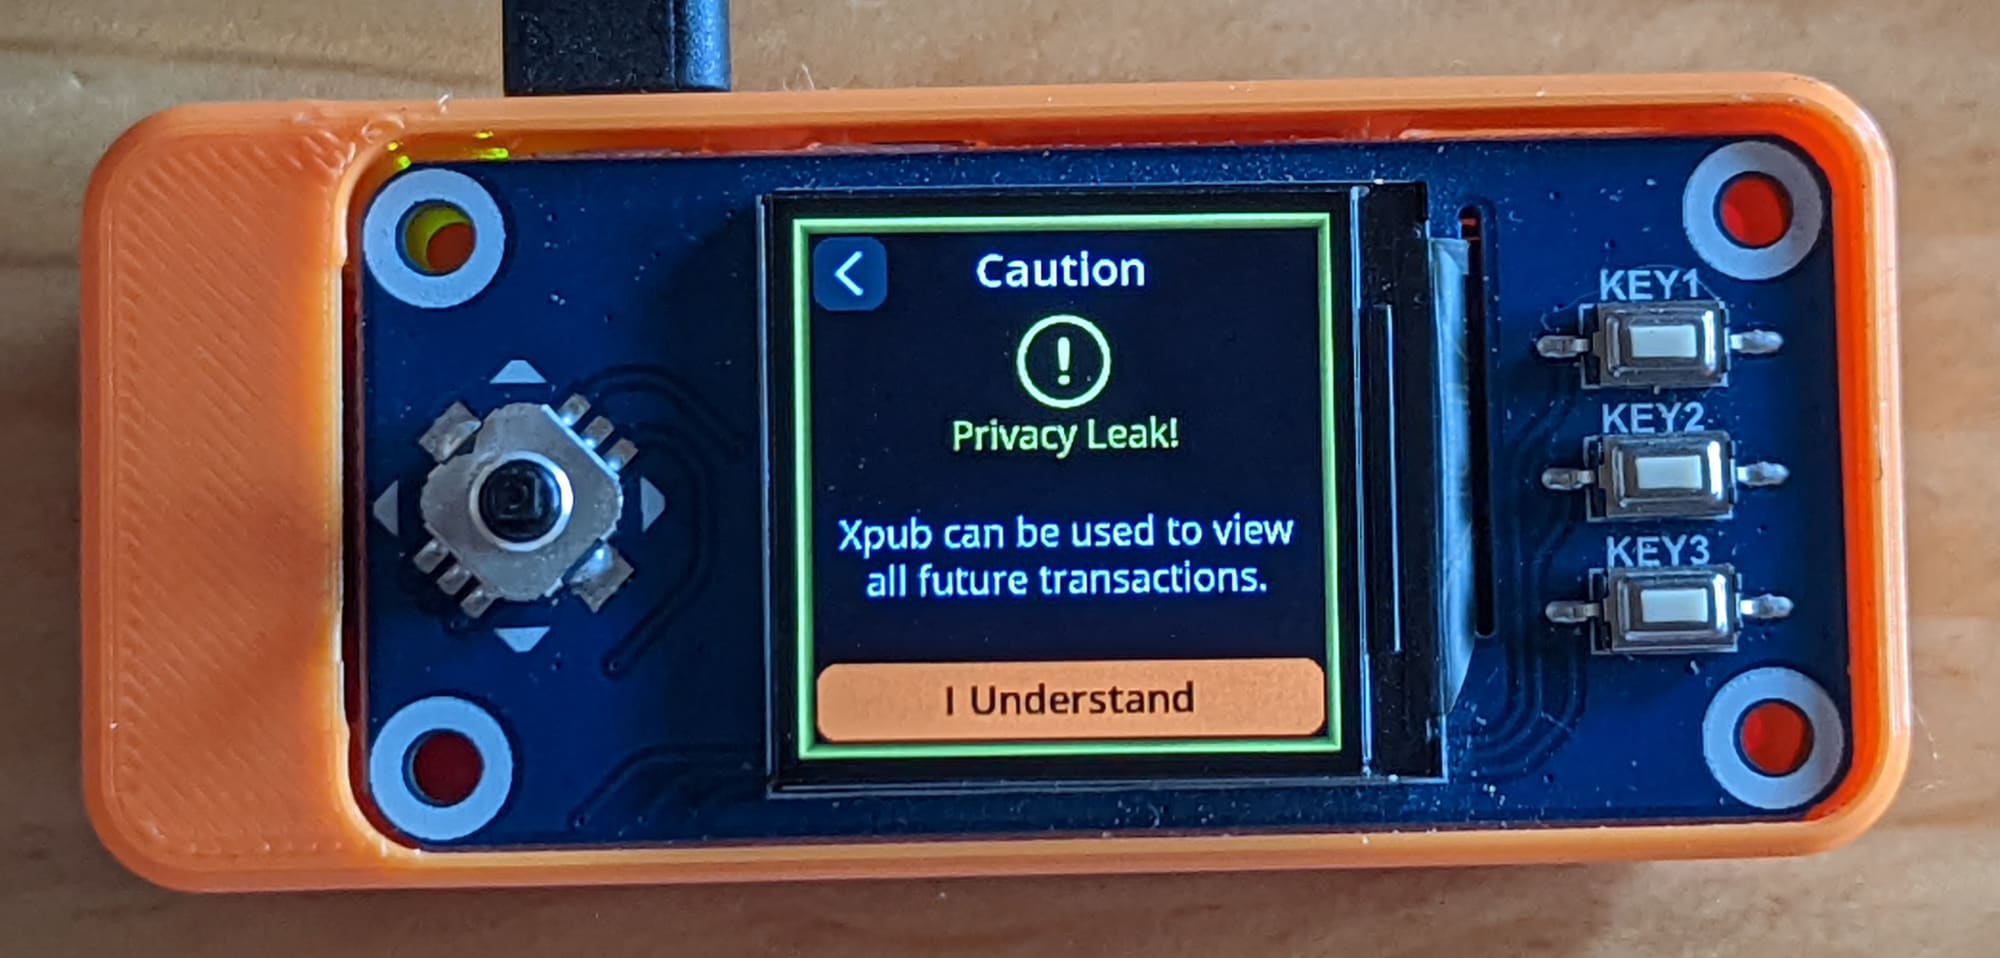 Caution
!
Privacy Leak!
Xpub can be used to view
all future transactions.
I Understand
KEY1
KEY2
KEY3